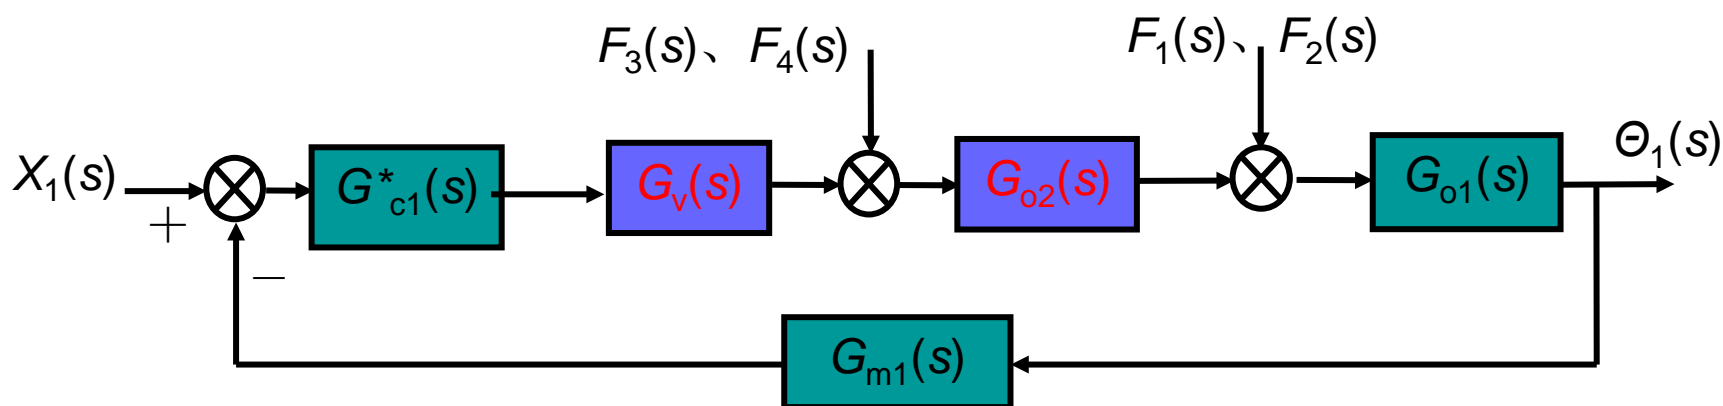 F₃(s)、F₄(s)
F₁(s)、F₂(s)
X₁(s)
+
−
G*c1(s)
Gv(s)
Go2(s)
Go1(s)
Θ₁(s)
Gm1(s)